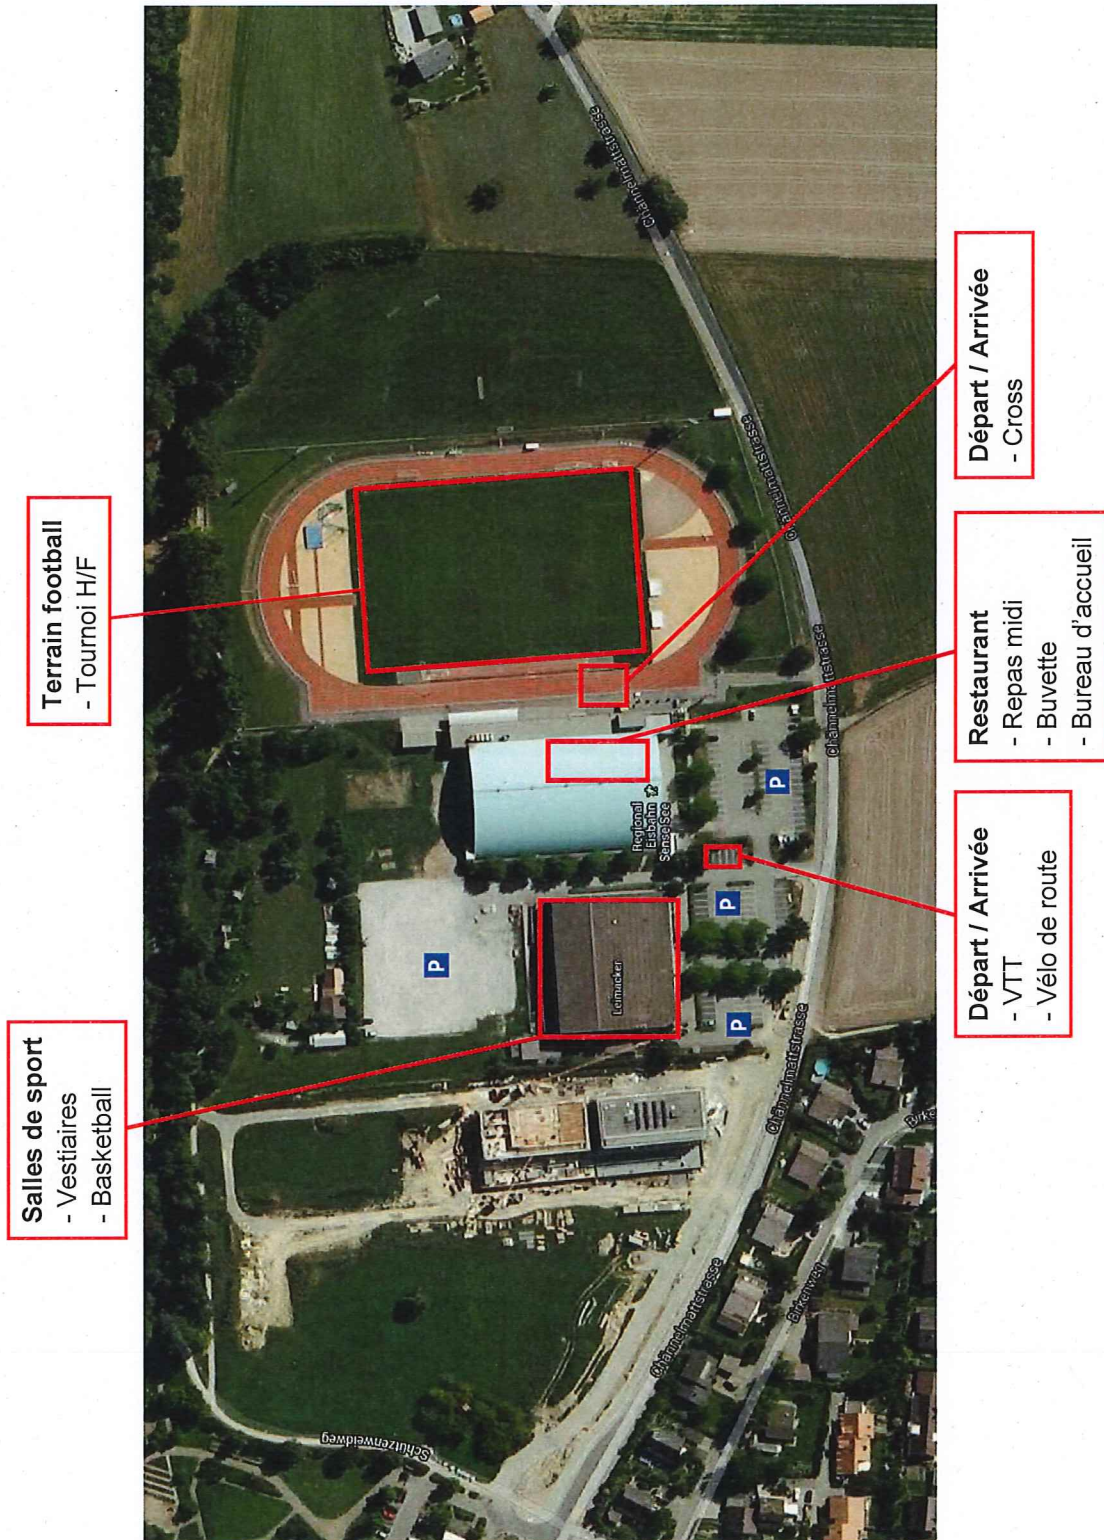 Salles de sport
- Vestiaires
- Basketball
Terrain football
- Tournoi H/F
Schützenweidweg
P
Leimacker
Regional
Eisbahn
Sense See
P
P
P
Chännelmattstrasse
Chännelmattstrasse
Chännelmattstrasse
Chännelmattstrasse
Chännelmattstrasse
Chännelmattstrasse
Birkenweg
Birke
Départ / Arrivée
- VTT
- Vélo de route
Restaurant
- Repas midi
- Buvette
- Bureau d'accueil
Départ / Arrivée
- Cross